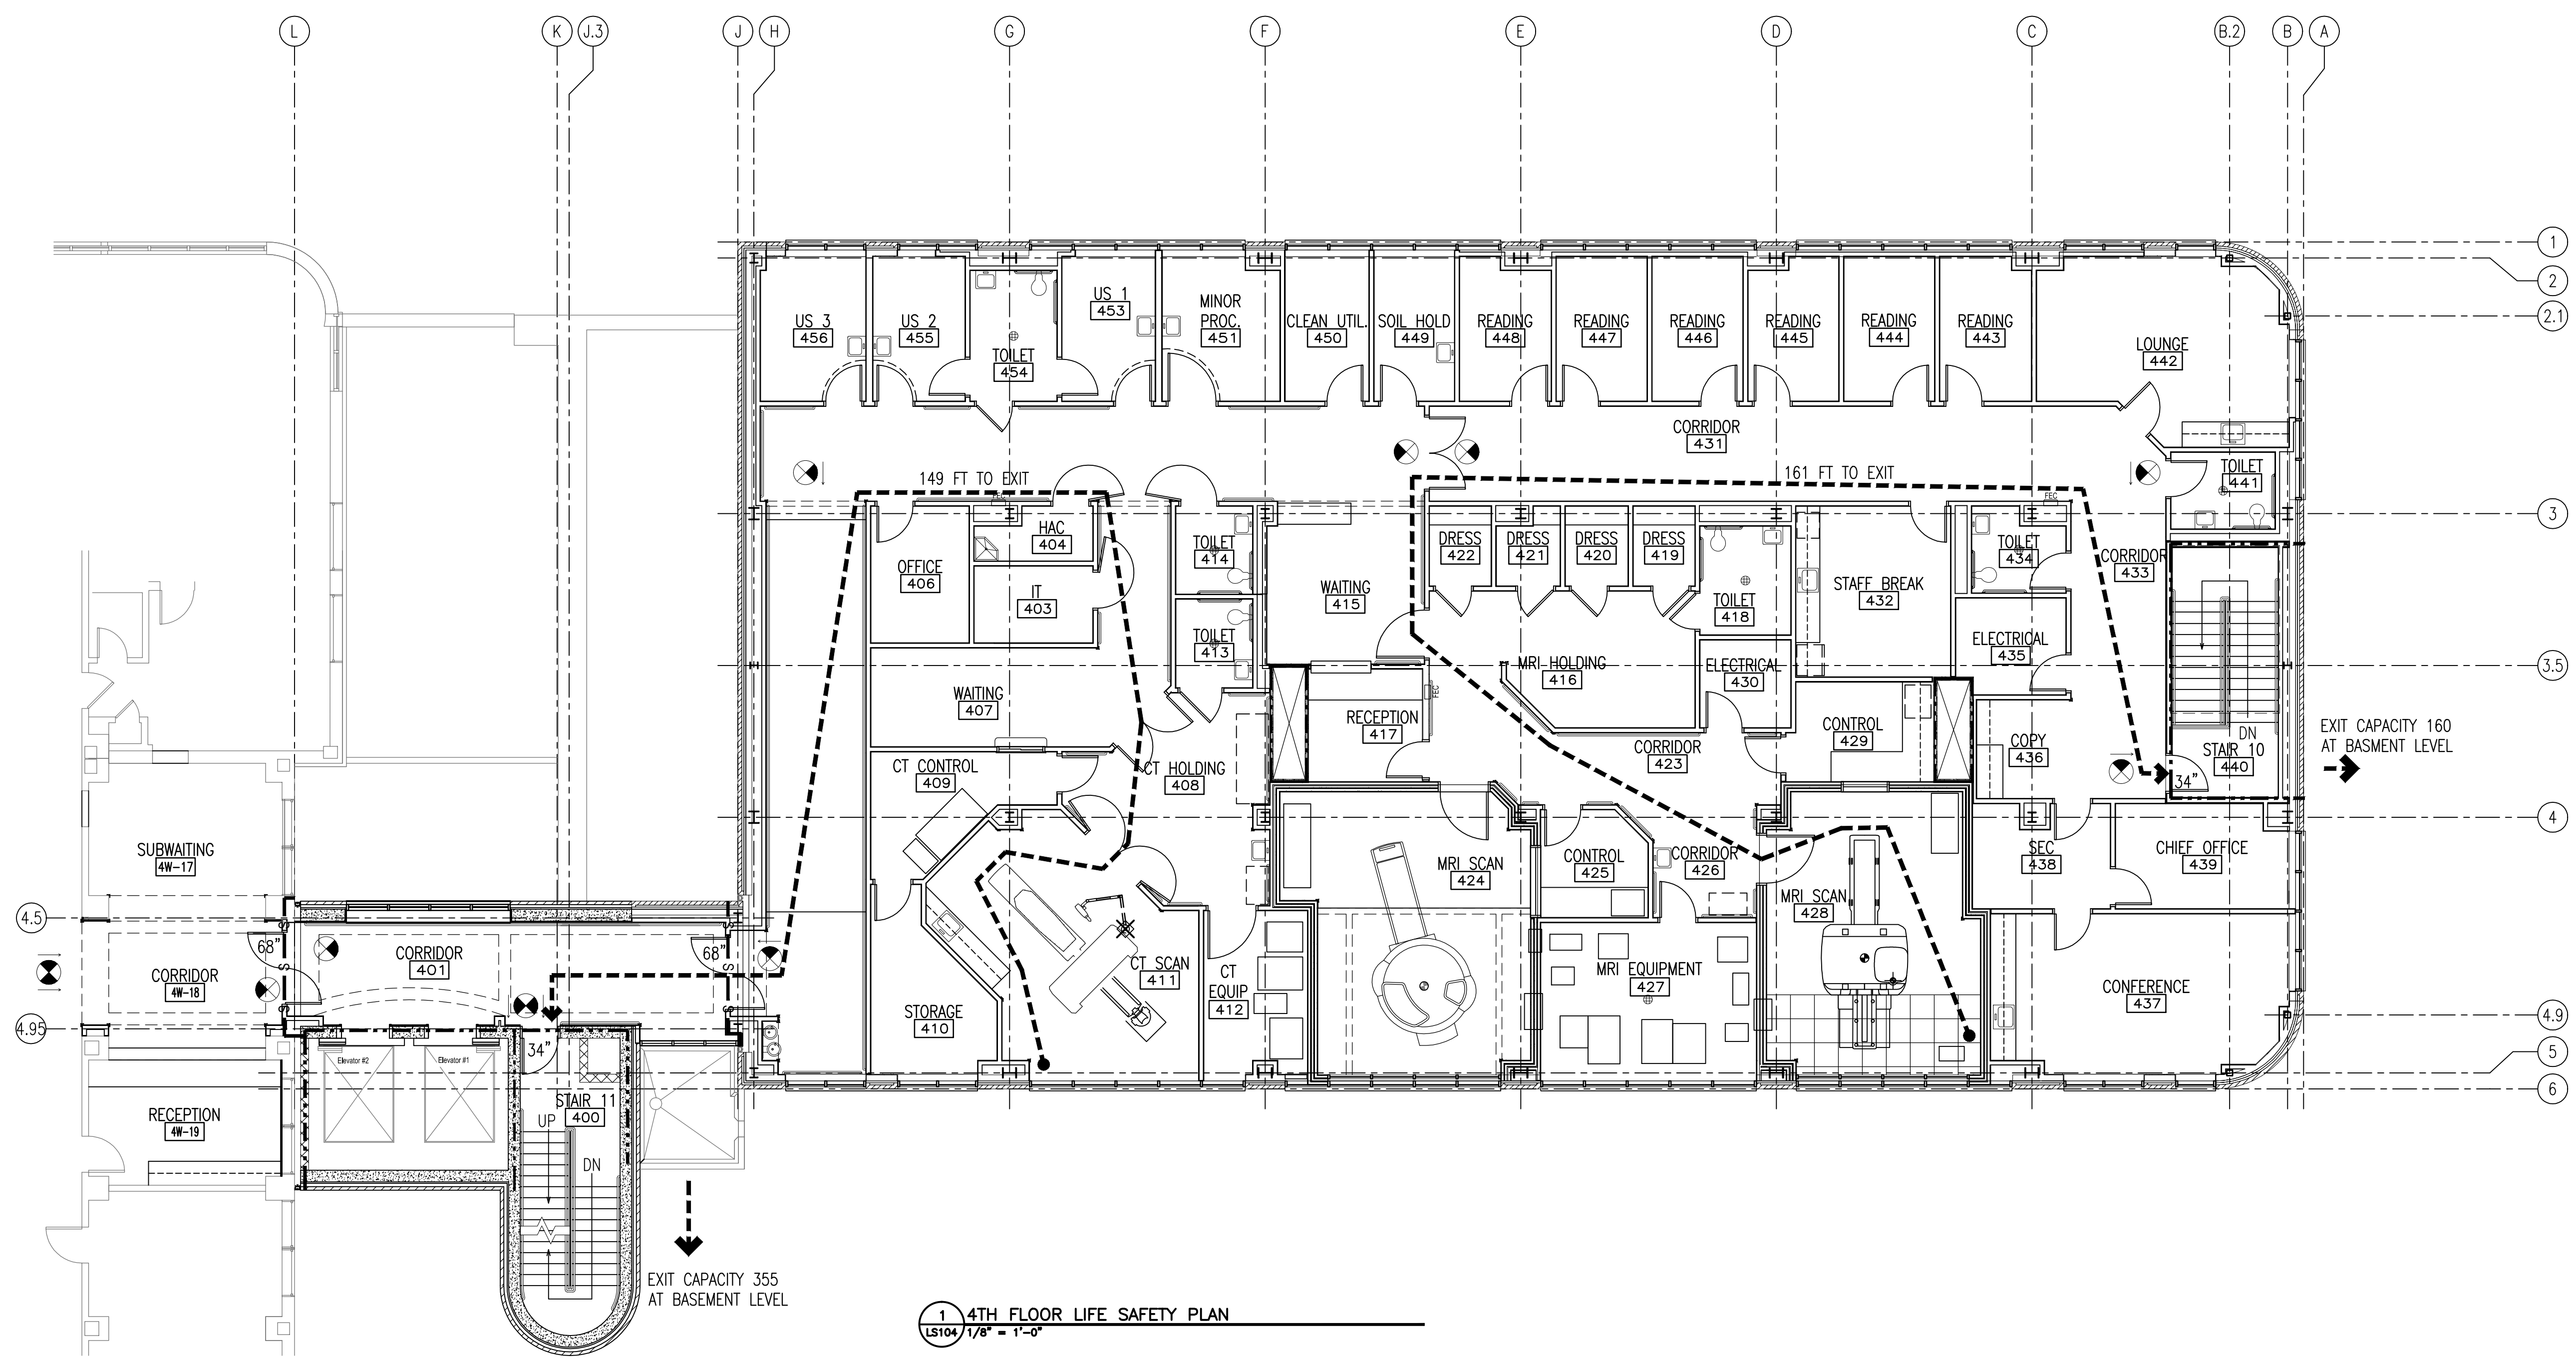 L
K
J.3
J
H
G
F
E
D
C
B.2
B
A
1
2
2.1
3
3.5
4
4.9
5
6
4.5
4.95
US 3
456
US 2
455
TOILET
454
US 1
453
MINOR
PROC.
451
CLEAN UTIL.
450
SOIL HOLD
449
READING
448
READING
447
READING
446
READING
445
READING
444
READING
443
LOUNGE
442
CORRIDOR
431
149 FT TO EXIT
FEC
161 FT TO EXIT
FEC
TOILET
441
OFFICE
406
HAC
404
IT
403
TOILET
414
TOILET
413
WAITING
415
DRESS
422
DRESS
421
DRESS
420
DRESS
419
TOILET
418
STAFF BREAK
432
TOILET
434
CORRIDOR
433
ELECTRICAL
435
WAITING
407
MRI HOLDING
416
ELECTRICAL
430
FEC
RECEPTION
417
CONTROL
429
COPY
436
DN
STAIR 10
440
34"
EXIT CAPACITY 160
AT BASMENT LEVEL
CT CONTROL
409
CT HOLDING
408
CORRIDOR
423
SUBWAITING
4W-17
MRI SCAN
424
CONTROL
425
CORRIDOR
426
MRI SCAN
428
SEC
438
CHIEF OFFICE
439
68"
S
CORRIDOR
4W-18
CORRIDOR
401
68"
S
STORAGE
410
CT SCAN
411
CT
EQUIP
412
MRI EQUIPMENT
427
CONFERENCE
437
Elevator #2
Elevator #1
34"
STAIR 11
400
UP
DN
RECEPTION
4W-19
EXIT CAPACITY 355
AT BASEMENT LEVEL
1
LS104
4TH FLOOR LIFE SAFETY PLAN
1/8" = 1'-0"